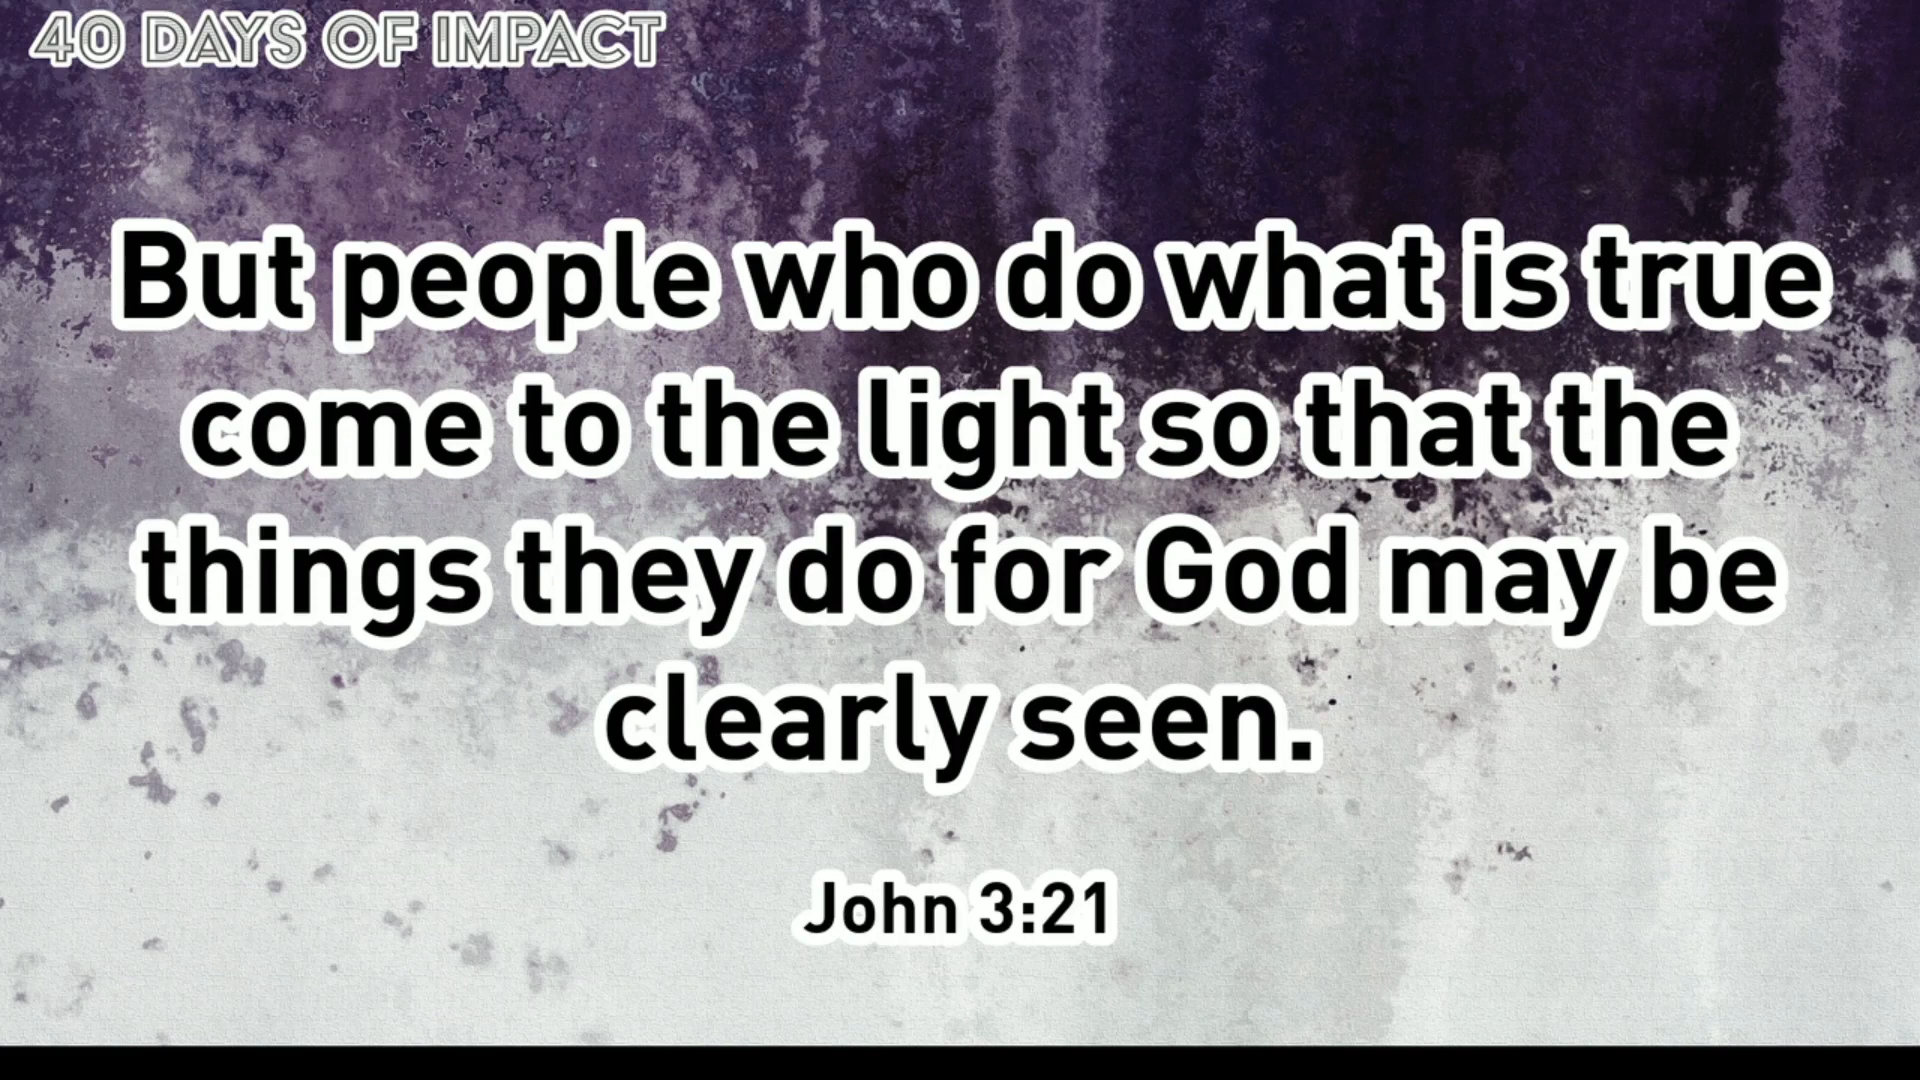 40 DAYS OF IMPACT
But people who do what is true
come to the light so that the
things they do for God may be
clearly seen.
John 3:21